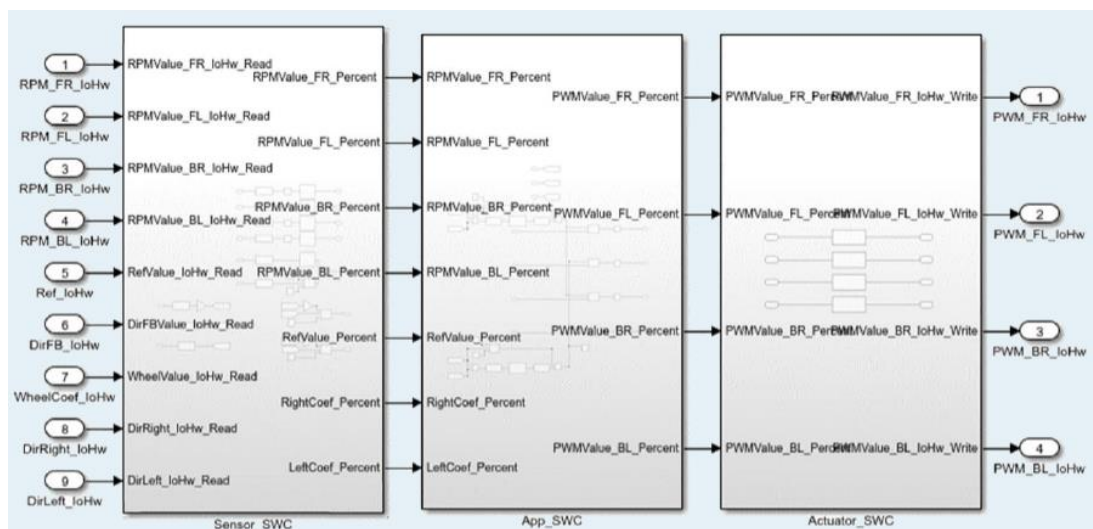 1
RPM_FR_IoHw
2
RPM_FL_IoHw
3
RPM_BR_IoHw
4
RPM_BL_IoHw
5
Ref_IoHw
6
DirFB_IoHw
7
WheelCoef_IoHw
8
DirRight_IoHw
9
DirLeft_IoHw
RPMValue_FR_IoHw_Read
RPMValue_FL_IoHw_Read
RPMValue_BR_IoHw_Read
RPMValue_BL_IoHw_Read
RefValue_IoHw_Read
DirFBValue_IoHw_Read
WheelValue_IoHw_Read
DirRight_IoHw_Read
DirLeft_IoHw_Read
RPMValue_FR_Percent
RPMValue_FL_Percent
RPMValue_BR_Percent
RPMValue_BL_Percent
RefValue_Percent
RightCoef_Percent
LeftCoef_Percent
Sensor_SWC
RPMValue_FR_Percent
RPMValue_FL_Percent
RPMValue_BR_Percent
RPMValue_BL_Percent
RefValue_Percent
RightCoef_Percent
LeftCoef_Percent
PWMValue_FR_Percent
PWMValue_FL_Percent
PWMValue_BR_Percent
PWMValue_BL_Percent
App_SWC
PWMValue_FR_Percent
PWMValue_FL_Percent
PWMValue_BR_Percent
PWMValue_BL_Percent
PWMValue_FR_IoHw_Write
PWMValue_FL_IoHw_Write
PWMValue_BR_IoHw_Write
PWMValue_BL_IoHw_Write
Actuator_SWC
1
PWM_FR_IoHw
2
PWM_FL_IoHw
3
PWM_BR_IoHw
4
PWM_BL_IoHw